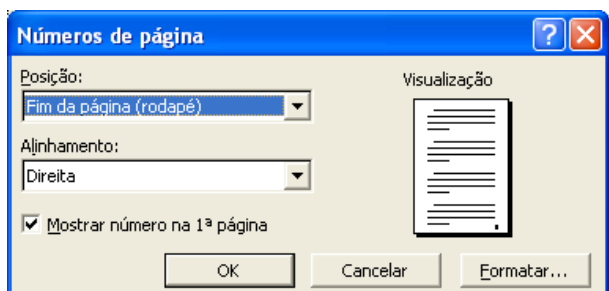 Números de página
Posição:
Visualização
Fim da página (rodapé)
Alinhamento:
Direita
Mostrar número na 1ª página
OK Cancelar Formatar...